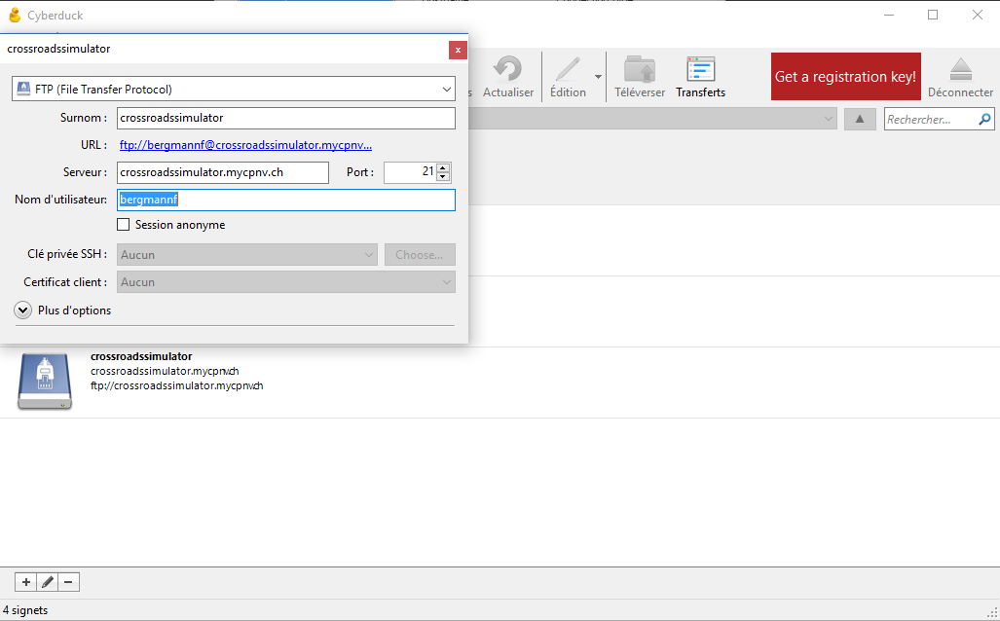 Cyberduck
crossroadssimulator
x
FTP (File Transfer Protocol)
Surnom :
crossroadssimulator
URL :
ftp://bergmannf@crossroadssimulator.mycpnv...
Serveur :
crossroadssimulator.mycpnv.ch
Port :
21
Nom d'utilisateur:
bergmannf
Session anonyme
Clé privée SSH :
Aucun
Choose...
Certificat client :
Aucun
Plus d'options
Actualiser
Édition
Téléverser
Transferts
Get a registration key!
Déconnecter
Rechercher...
crossroadssimulator
crossroadssimulator.mycpnv.ch
ftp://crossroadssimulator.mycpnv.ch
4 signets